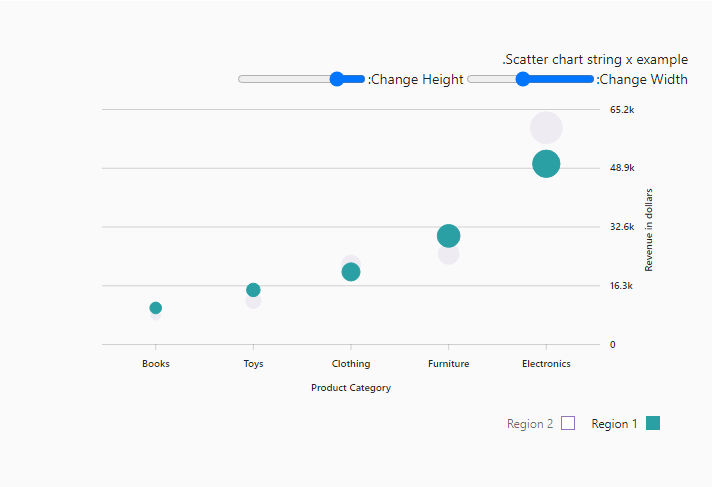 .Scatter chart string x example
:Change Height :Change Width
65.2k
48.9k
32.6k
16.3k
0
Revenue in dollars
Books Toys Clothing Furniture Electronics
Product Category
Region 2 Region 1